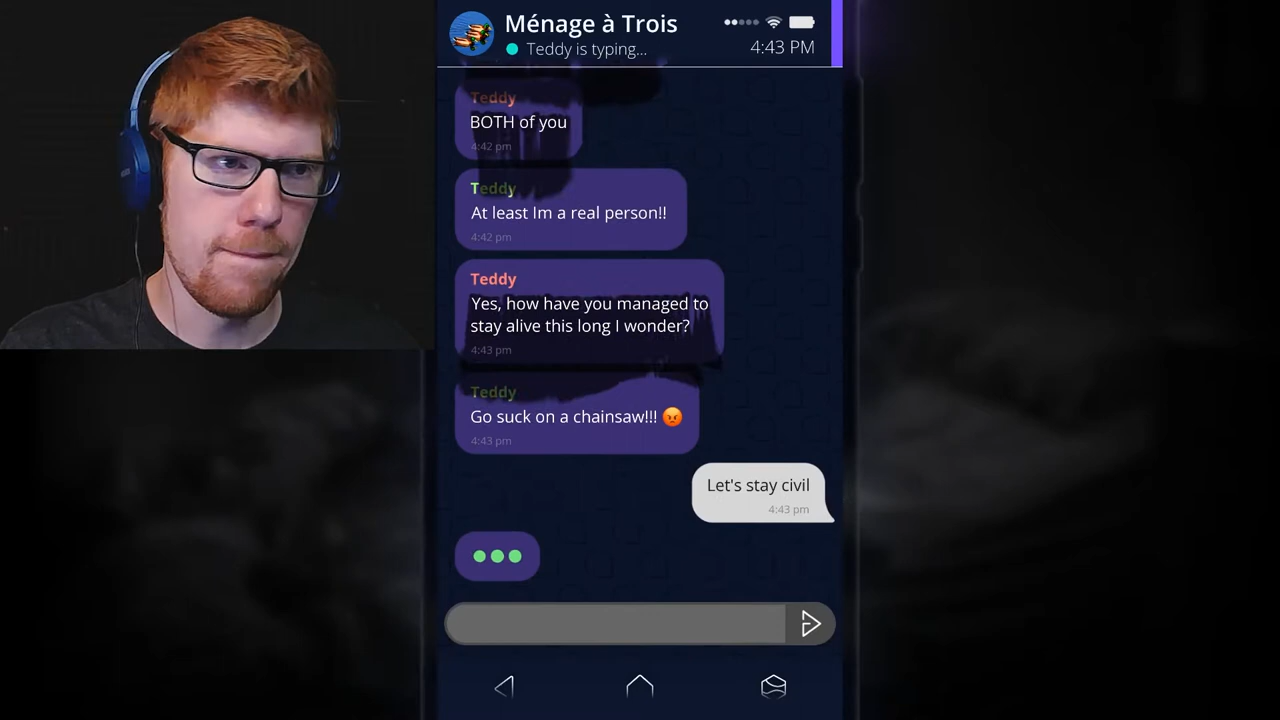 Ménage à Trois
Teddy is typing...
4:43 PM
Teddy
BOTH of you
4:42 pm
Teddy
At least Im a real person!!
4:42 pm
Teddy
Yes, how have you managed to
stay alive this long I wonder?
4:43 pm
Teddy
Go suck on a chainsaw!!! 😡
4:43 pm
Let's stay civil
4:43 pm